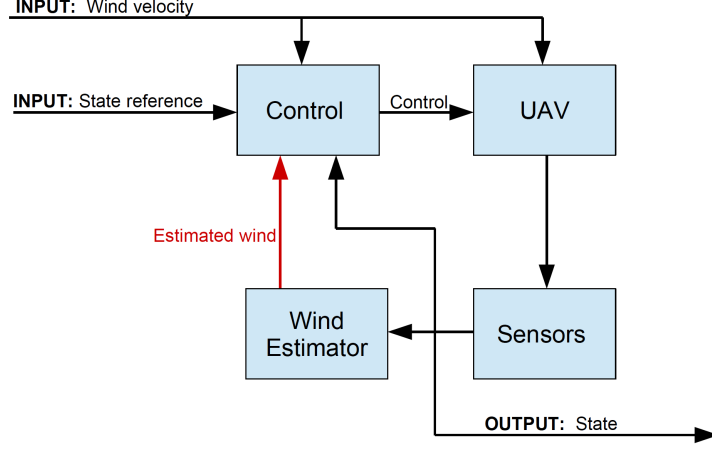 INPUT: Wind velocity
INPUT: State reference
Control
Control
UAV
Estimated wind
Wind
Estimator
Sensors
OUTPUT: State